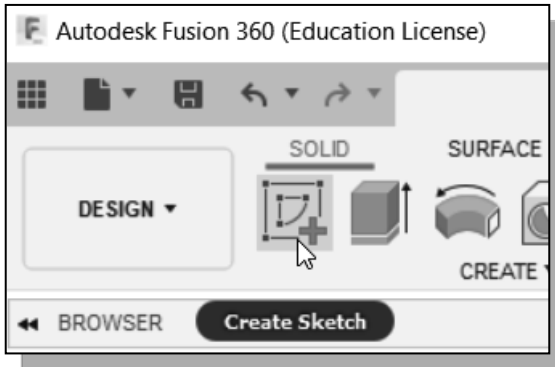 Autodesk Fusion 360 (Education License)
SOLID
SURFACE
DESIGN
CREATE
BROWSER
Create Sketch